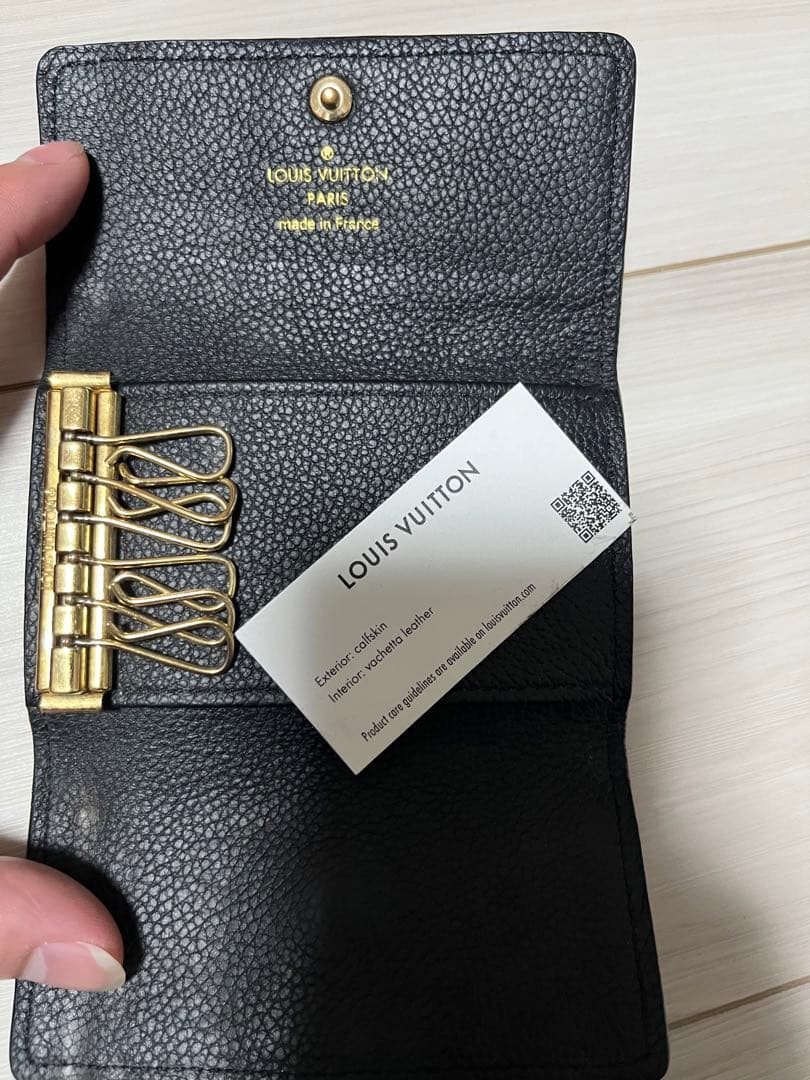 LOUIS VUITTON
PARIS
made in France
LOUIS VUITTON
Exterior: calfskin
Interior: vachetta leather
Product care guidelines are available on louisvuitton.com